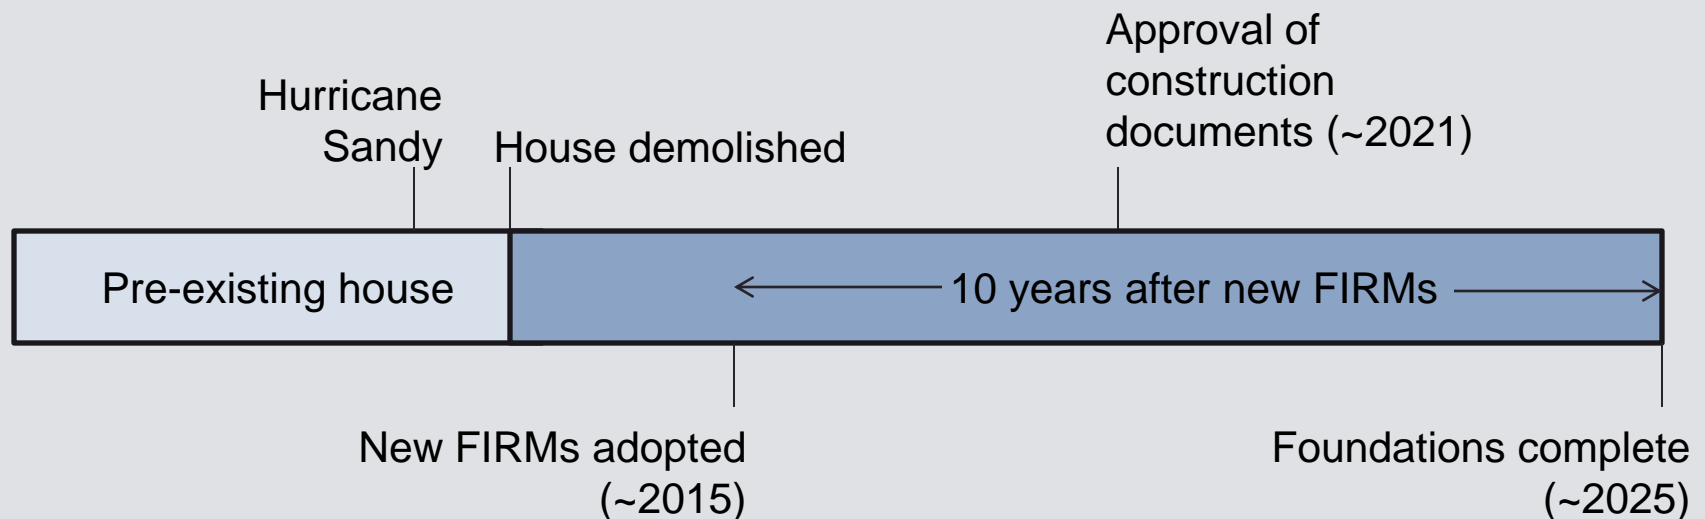 Approval of
construction
documents (~2021)
Hurricane
Sandy
House demolished
Pre-existing house
10 years after new FIRMs
New FIRMs adopted
(~2015)
Foundations complete
(~2025)